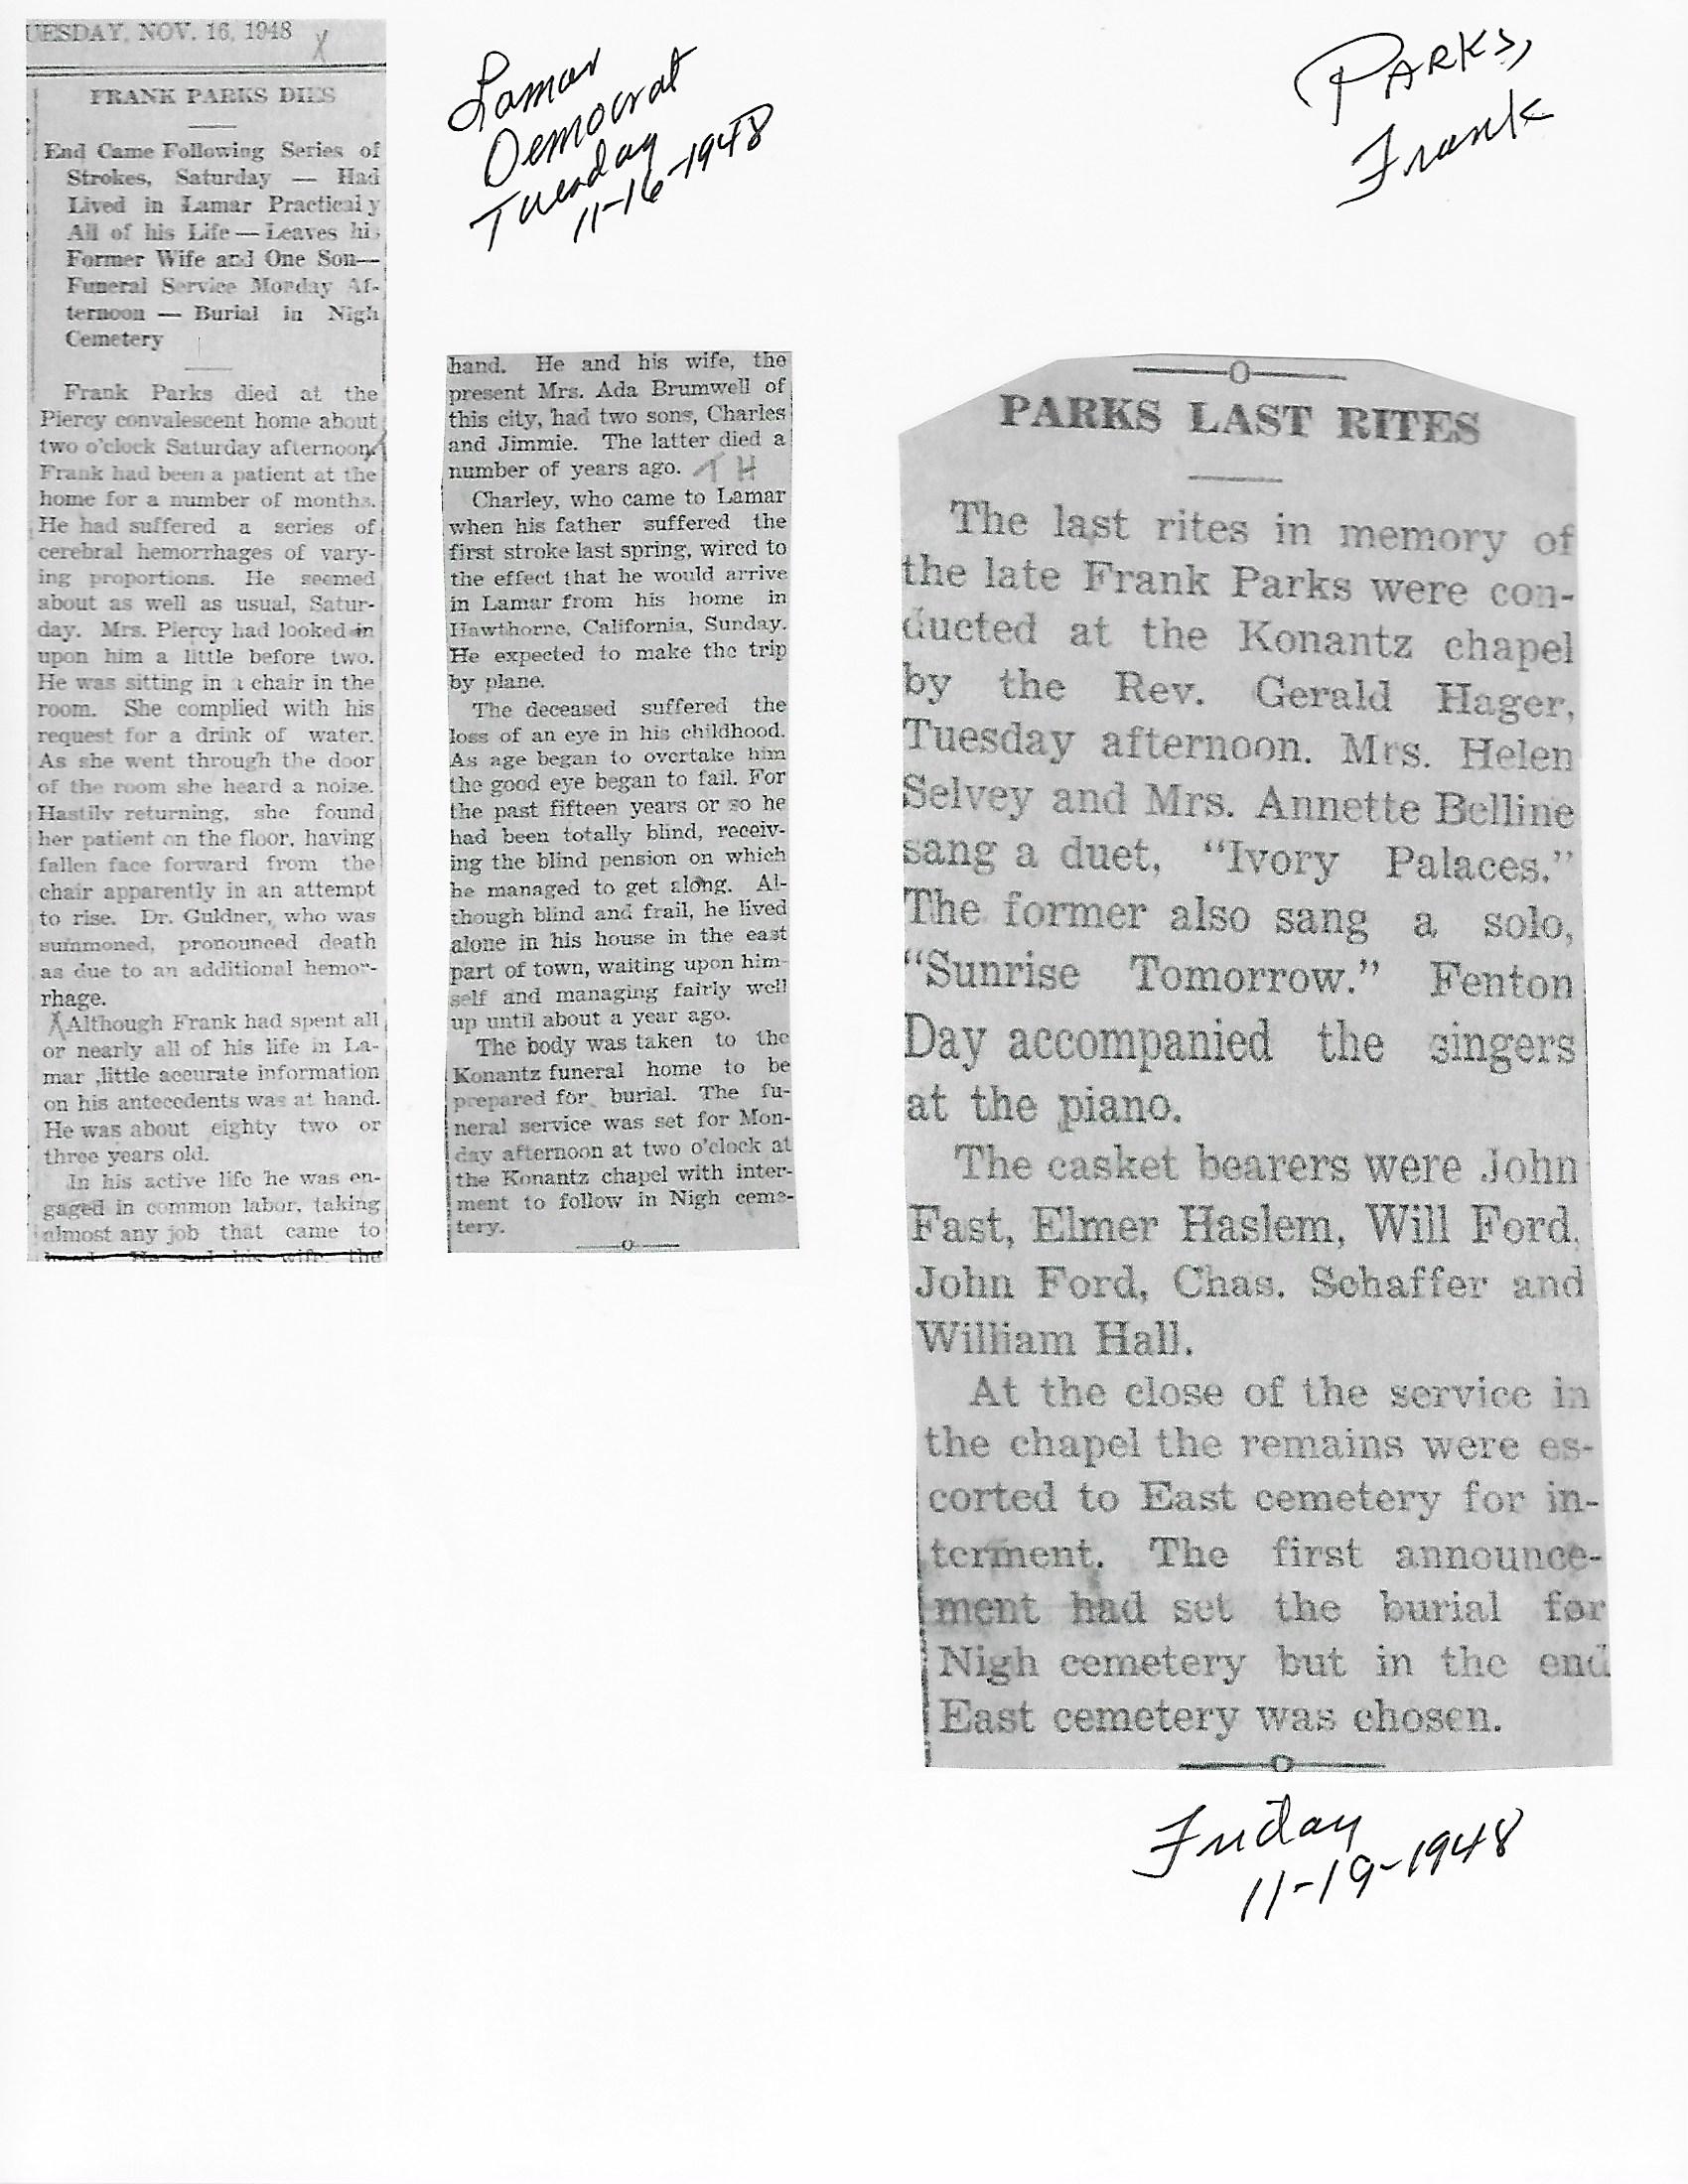 UESDAY, NOV. 16, 1948 X
FRANK PARKS DIES
End Came Following Series of
Strokes, Saturday — Had
Lived in Lamar Practically
All of his Life — Leaves his
Former Wife and One Son—
Funeral Service Monday Af-
ternoon — Burial in Nigh
Cemetery
Frank Parks died at the
Piercy convalescent home about
two o'clock Saturday afternoon.
Frank had been a patient at the
home for a number of months.
He had suffered a series of
cerebral hemorrhages of vary-
ing proportions. He seemed
about as well as usual, Satur-
day. Mrs. Piercy had looked in
upon him a little before two.
He was sitting in a chair in the
room. She complied with his
request for a drink of water.
As she went through the door
of the room she heard a noise.
Hastily returning, she found
her patient on the floor, having
fallen face forward from the
chair apparently in an attempt
to rise. Dr. Guldner, who was
summoned, pronounced death
as due to an additional hemor-
rhage.
Although Frank had spent all
or nearly all of his life in La-
mar ,little accurate information
on his antecedents was at hand.
He was about eighty two or
three years old.
In his active life he was en-
gaged in common labor, taking
almost any job that came to
hand. He and his wife, the
Lamar
Democrat
Tuesday
11-16-1948
hand. He and his wife, the
present Mrs. Ada Brumwell of
this city, had two sons, Charles
and Jimmie. The latter died a
number of years ago. TH
Charley, who came to Lamar
when his father suffered the
first stroke last spring, wired to
the effect that he would arrive
in Lamar from his home in
Hawthorne, California, Sunday.
He expected to make the trip
by plane.
The deceased suffered the
loss of an eye in his childhood.
As age began to overtake him
the good eye began to fail. For
the past fifteen years or so he
had been totally blind, receiv-
ing the blind pension on which
he managed to get along. Al-
though blind and frail, he lived
alone in his house in the east
part of town, waiting upon him-
self and managing fairly well
up until about a year ago.
The body was taken to the
Konantz funeral home to be
prepared for burial. The fu-
neral service was set for Mon-
day afternoon at two o'clock at
the Konantz chapel with inter-
ment to follow in Nigh ceme-
tery.
PARKS,
Frank
PARKS LAST RITES
The last rites in memory of
the late Frank Parks were con-
ducted at the Konantz chapel
by the Rev. Gerald Hager,
Tuesday afternoon. Mrs. Helen
Selvey and Mrs. Annette Belline
sang a duet, "Ivory Palaces."
The former also sang a solo,
"Sunrise Tomorrow." Fenton
Day accompanied the singers
at the piano.
The casket bearers were John
Fast, Elmer Haslem, Will Ford,
John Ford, Chas. Schaffer and
William Hall.
At the close of the service in
the chapel the remains were es-
corted to East cemetery for in-
terment. The first announce-
ment had set the burial for
Nigh cemetery but in the end
East cemetery was chosen.
Friday
11-19-1948